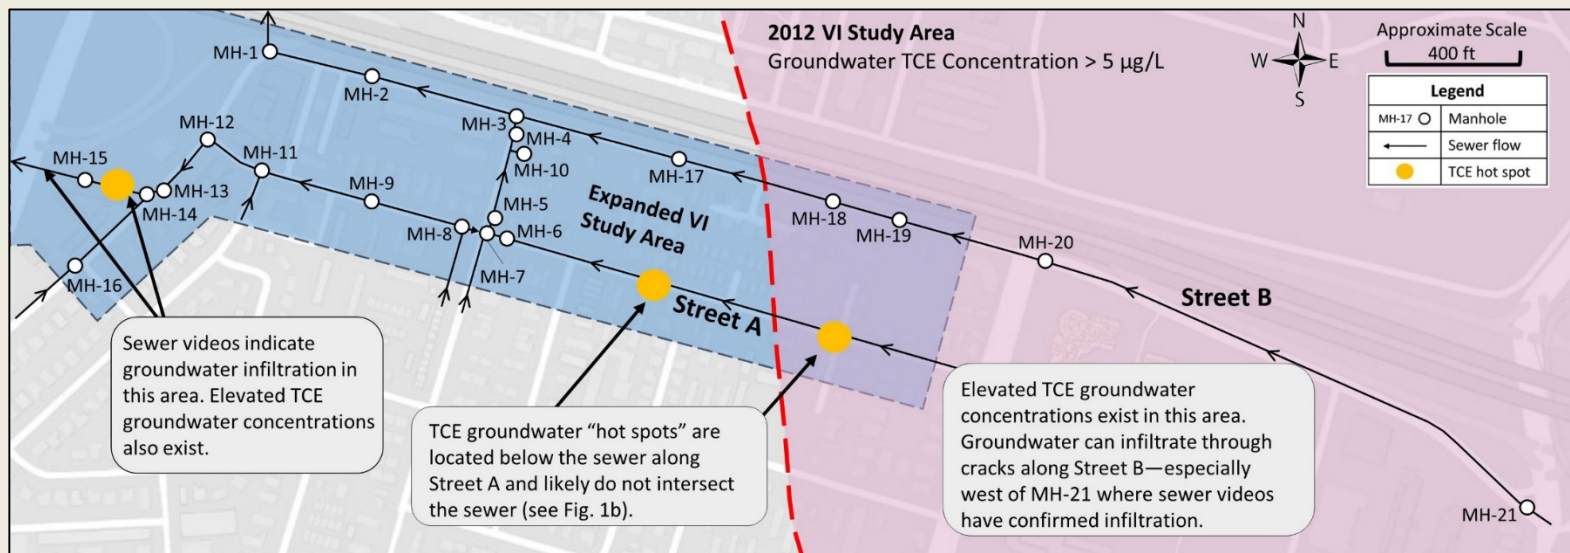 2012 VI Study Area
Groundwater TCE Concentration > 5 µg/L
N
W
E
S
Approximate Scale
400 ft
Legend
MH-17
Manhole
Sewer flow
TCE hot spot
MH-1
MH-2
MH-3
MH-4
MH-10
MH-12
MH-11
MH-15
MH-13
MH-14
MH-16
MH-9
MH-8
MH-5
MH-6
MH-7
MH-17
MH-18
MH-19
MH-20
MH-21
Expanded VI
Study Area
Street A
Street B
Sewer videos indicate
groundwater infiltration in
this area. Elevated TCE
groundwater concentrations
also exist.
TCE groundwater “hot spots” are
located below the sewer along
Street A and likely do not intersect
the sewer (see Fig. 1b).
Elevated TCE groundwater
concentrations exist in this area.
Groundwater can infiltrate through
cracks along Street B—especially
west of MH-21 where sewer videos
have confirmed infiltration.